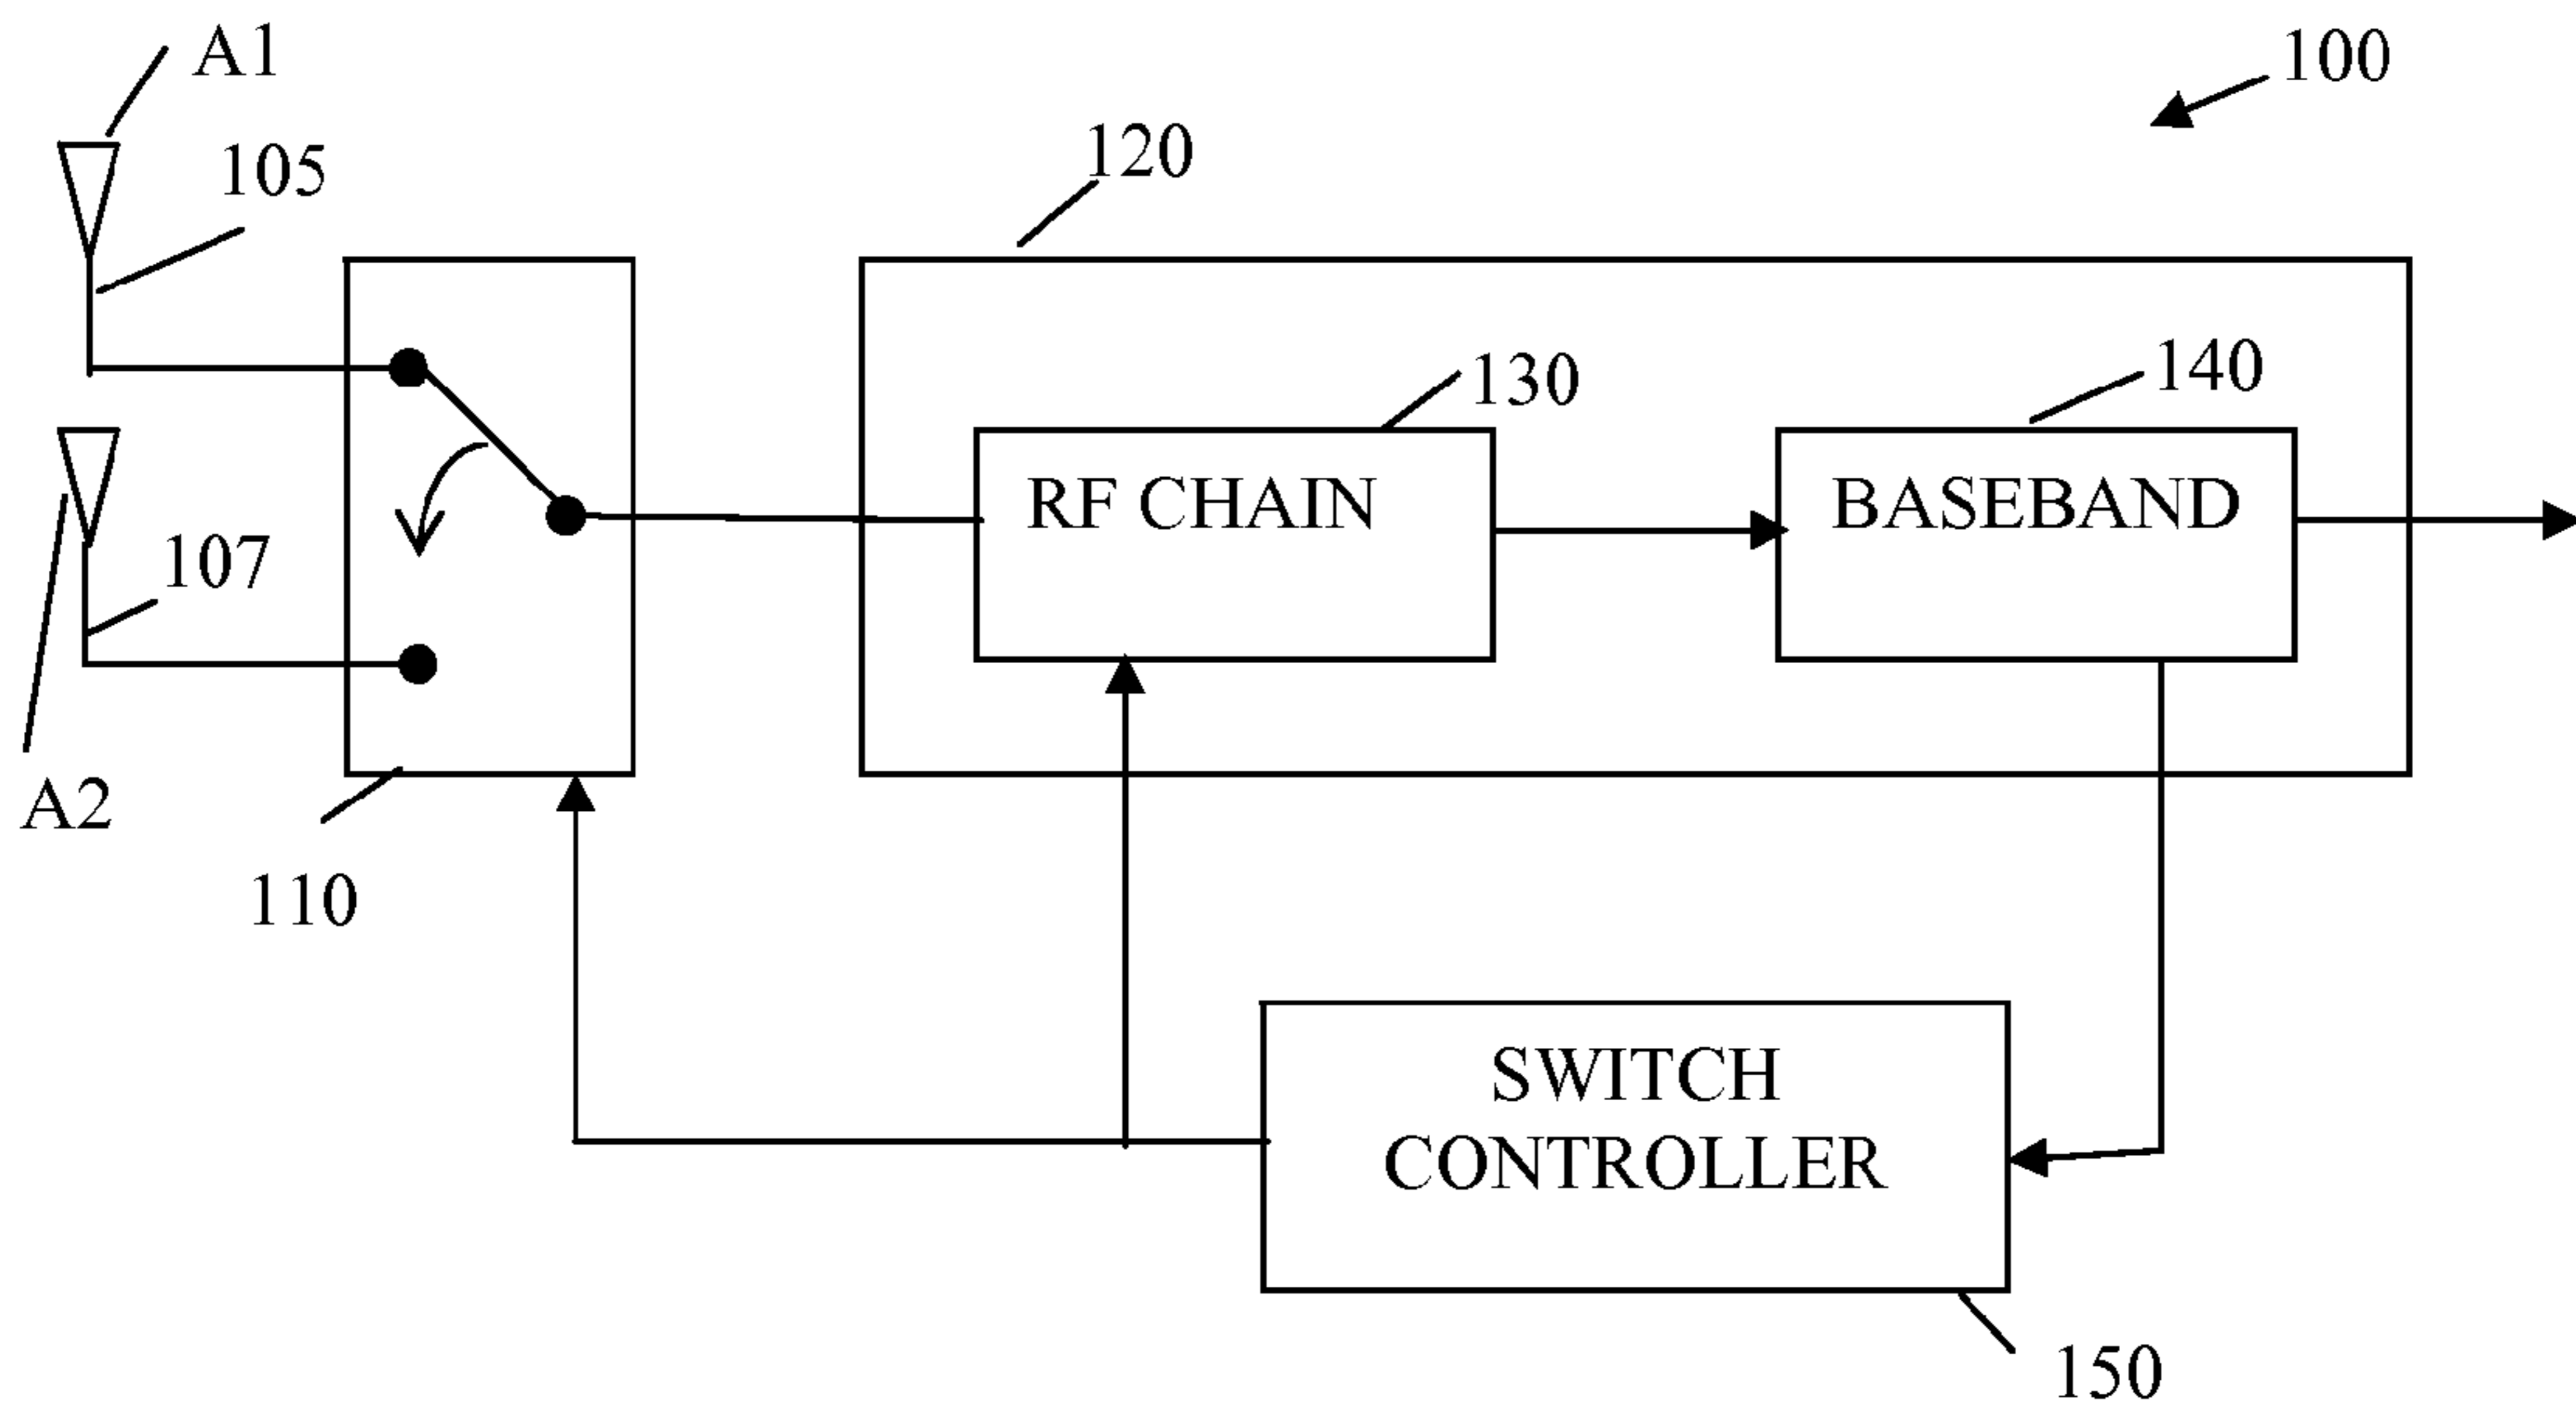 A1
100
120
105
130
140
RF CHAIN
BASEBAND
107
A2
110
SWITCH
CONTROLLER
150